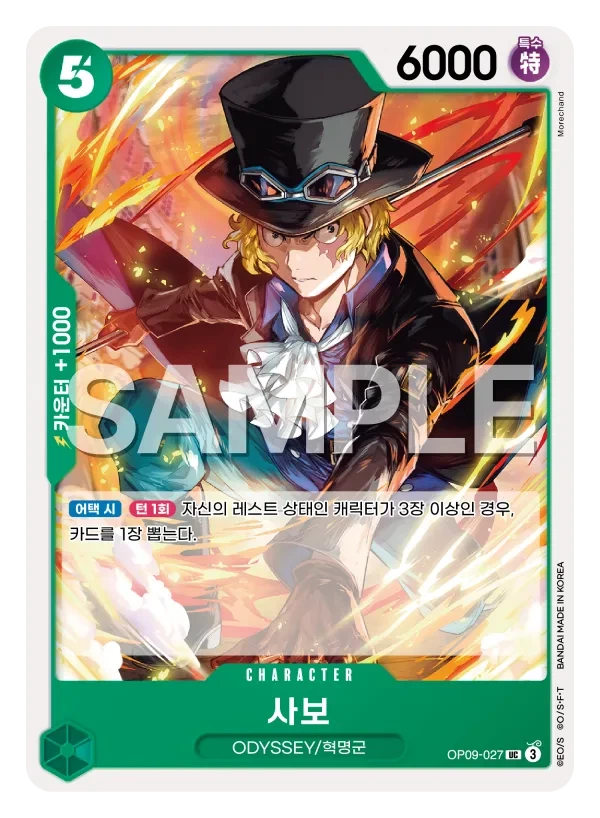 5
6000
특수
特
Morechand
카운터 +1000
SAMPLE
어택 시 턴 1회 자신의 레스트 상태인 캐릭터가 3장 이상인 경우,
카드를 1장 뽑는다.
CHARACTER
사보
ODYSSEY/혁명군
OP09-027 UC 3
©EO/S ©O/S·F·T BANDAI MADE IN KOREA